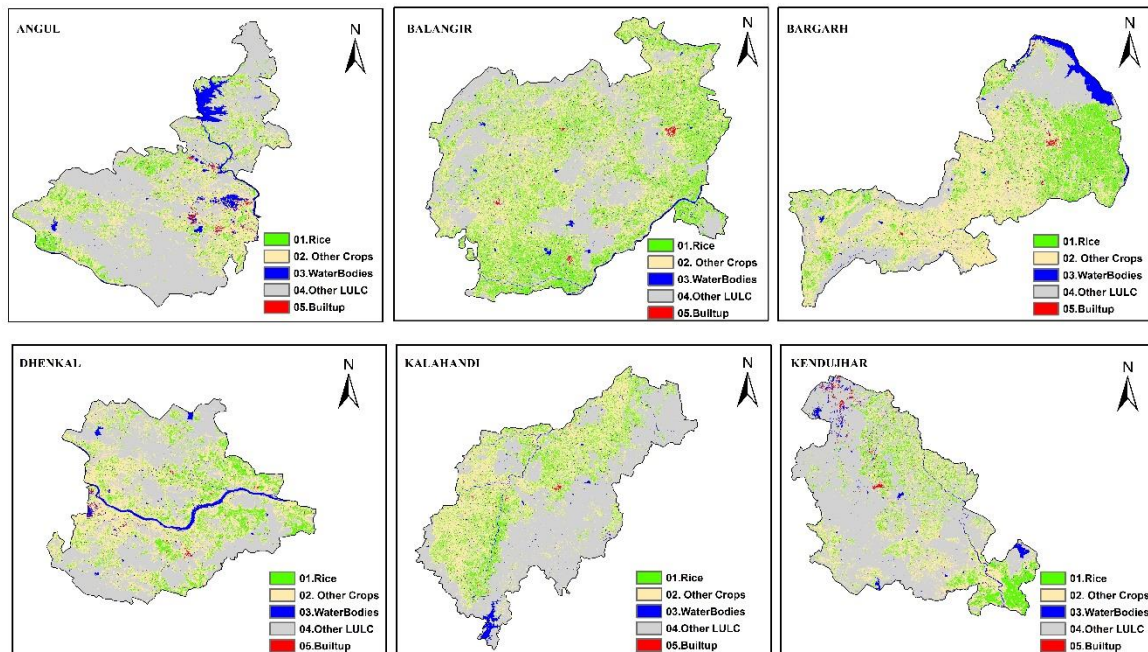 ANGUL
N
01.Rice
02. Other Crops
03.WaterBodies
04.Other LULC
05.Builtup
BALANGIR
N
01.Rice
02. Other Crops
03.WaterBodies
04.Other LULC
05.Builtup
BARGARH
N
01.Rice
02. Other Crops
03.WaterBodies
04.Other LULC
05.Builtup
DHENKAL
N
01.Rice
02. Other Crops
03.WaterBodies
04.Other LULC
05.Builtup
KALAHANDI
N
01.Rice
02. Other Crops
03.WaterBodies
04.Other LULC
05.Builtup
KENDUJHAR
N
01.Rice
02. Other Crops
03.WaterBodies
04.Other LULC
05.Builtup